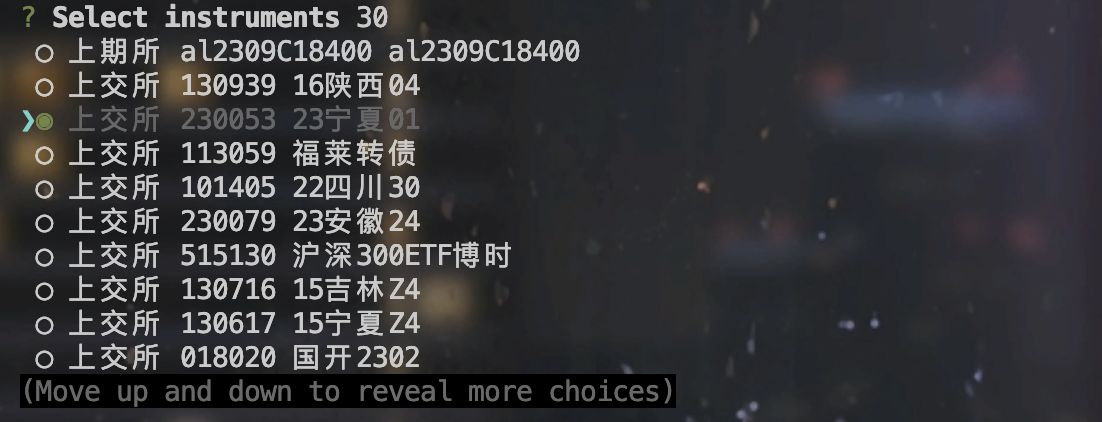 ? Select instruments 30
○ 上期所 al2309C18400 al2309C18400
○ 上交所 130939 16陕西04
❯◉ 上交所 230053 23宁夏01
○ 上交所 113059 福莱转债
○ 上交所 101405 22四川30
○ 上交所 230079 23安徽24
○ 上交所 515130 沪深300ETF博时
○ 上交所 130716 15吉林Z4
○ 上交所 130617 15宁夏Z4
○ 上交所 018020 国开2302
(Move up and down to reveal more choices)